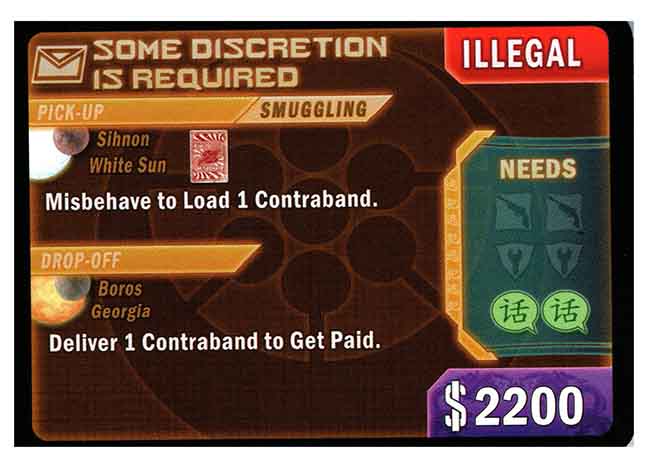 SOME DISCRETION
IS REQUIRED
ILLEGAL
PICK-UP
SMUGGLING
Sihnon
White Sun
Misbehave to Load 1 Contraband.
NEEDS
话 话
DROP-OFF
Boros
Georgia
Deliver 1 Contraband to Get Paid.
$2200